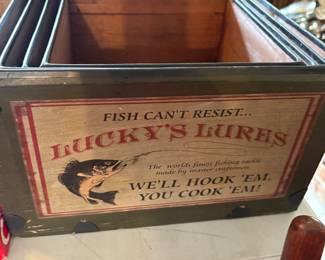 FISH CAN'T RESIST...
LUCKY'S LURES
The worlds finest fishing tackle
made by master craftsmen.
WE'LL HOOK 'EM,
YOU COOK 'EM!